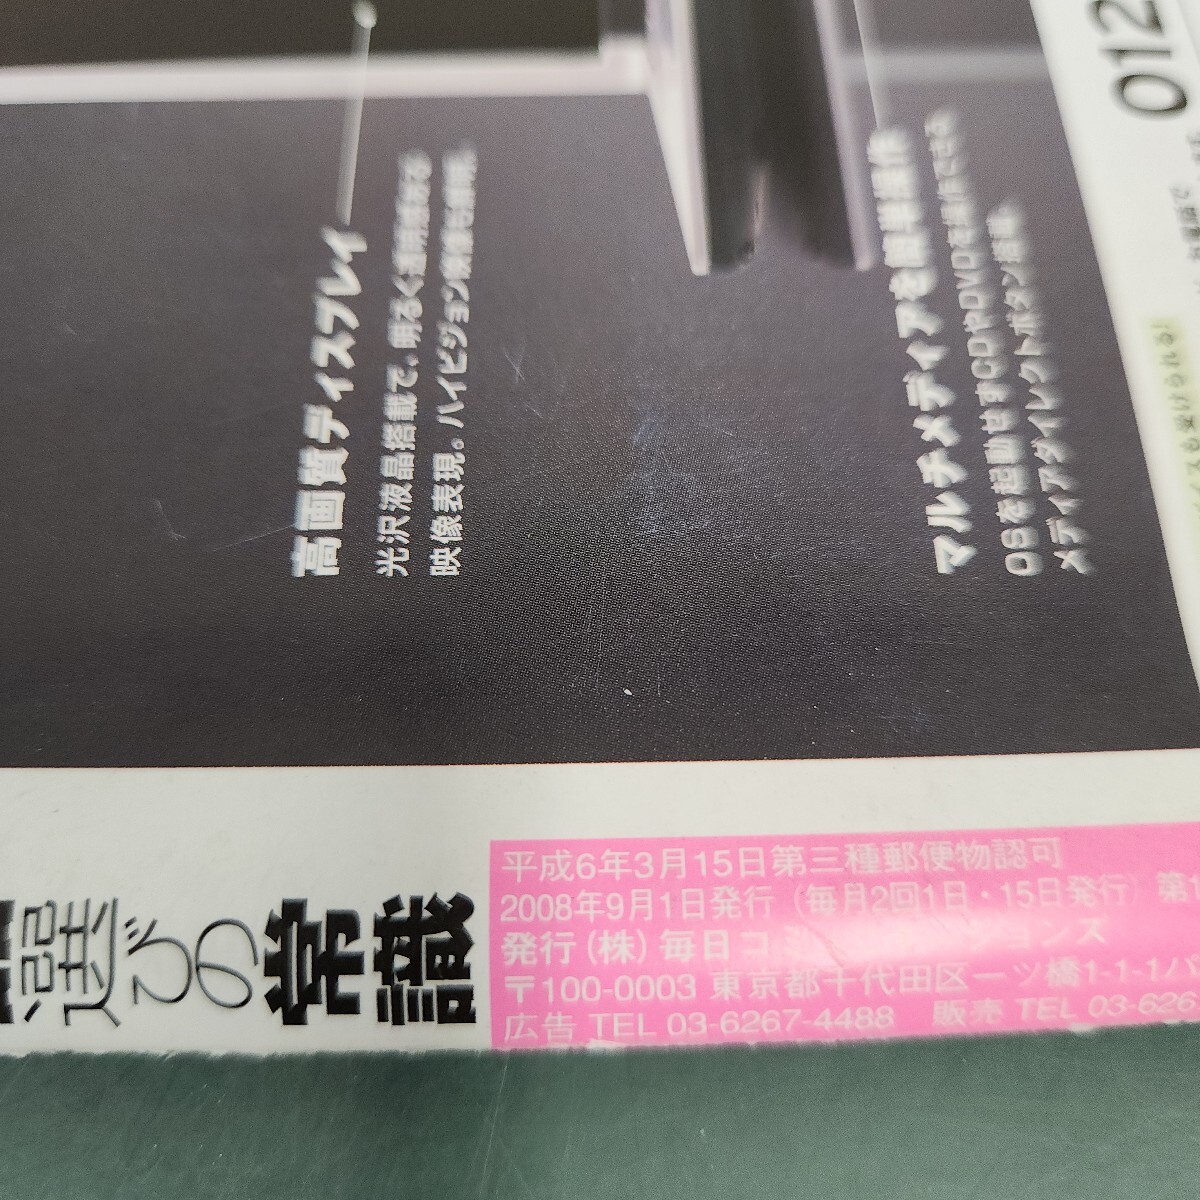 高画質ディスプレイ
光沢液晶搭載で、明るく透明感ある
映像表現。ハイビジョン映像も鮮明。
マルチメディアを簡単操作
OSを起動せずCDやDVDを操作できる
メディアダイレクトボタン搭載。
012
選びの常識
平成6年3月15日第三種郵便物認可
2008年9月1日発行（毎月2回1日・15日発行）第1
発行（株）毎日コミュニケーションズ
〒100-0003 東京都千代田区一ツ橋1-1-1パ
広告 TEL 03-6267-4488 販売 TEL 03-626